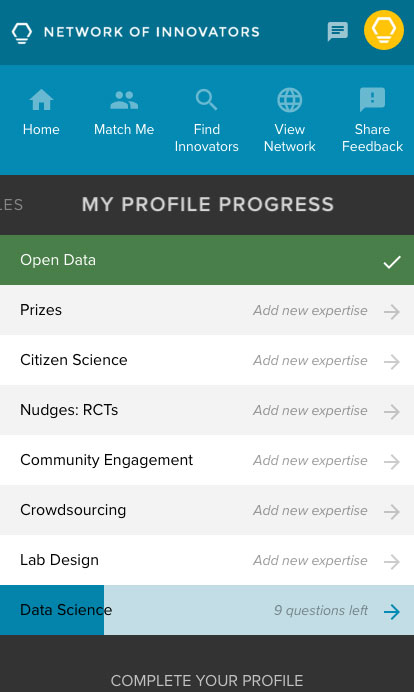 NETWORK OF INNOVATORS
Home
Match Me
Find
Innovators
View
Network
Share
Feedback
LES
MY PROFILE PROGRESS
Open Data
Prizes Add new expertise
Citizen Science Add new expertise
Nudges: RCTs Add new expertise
Community Engagement Add new expertise
Crowdsourcing Add new expertise
Lab Design Add new expertise
Data Science 9 questions left
COMPLETE YOUR PROFILE